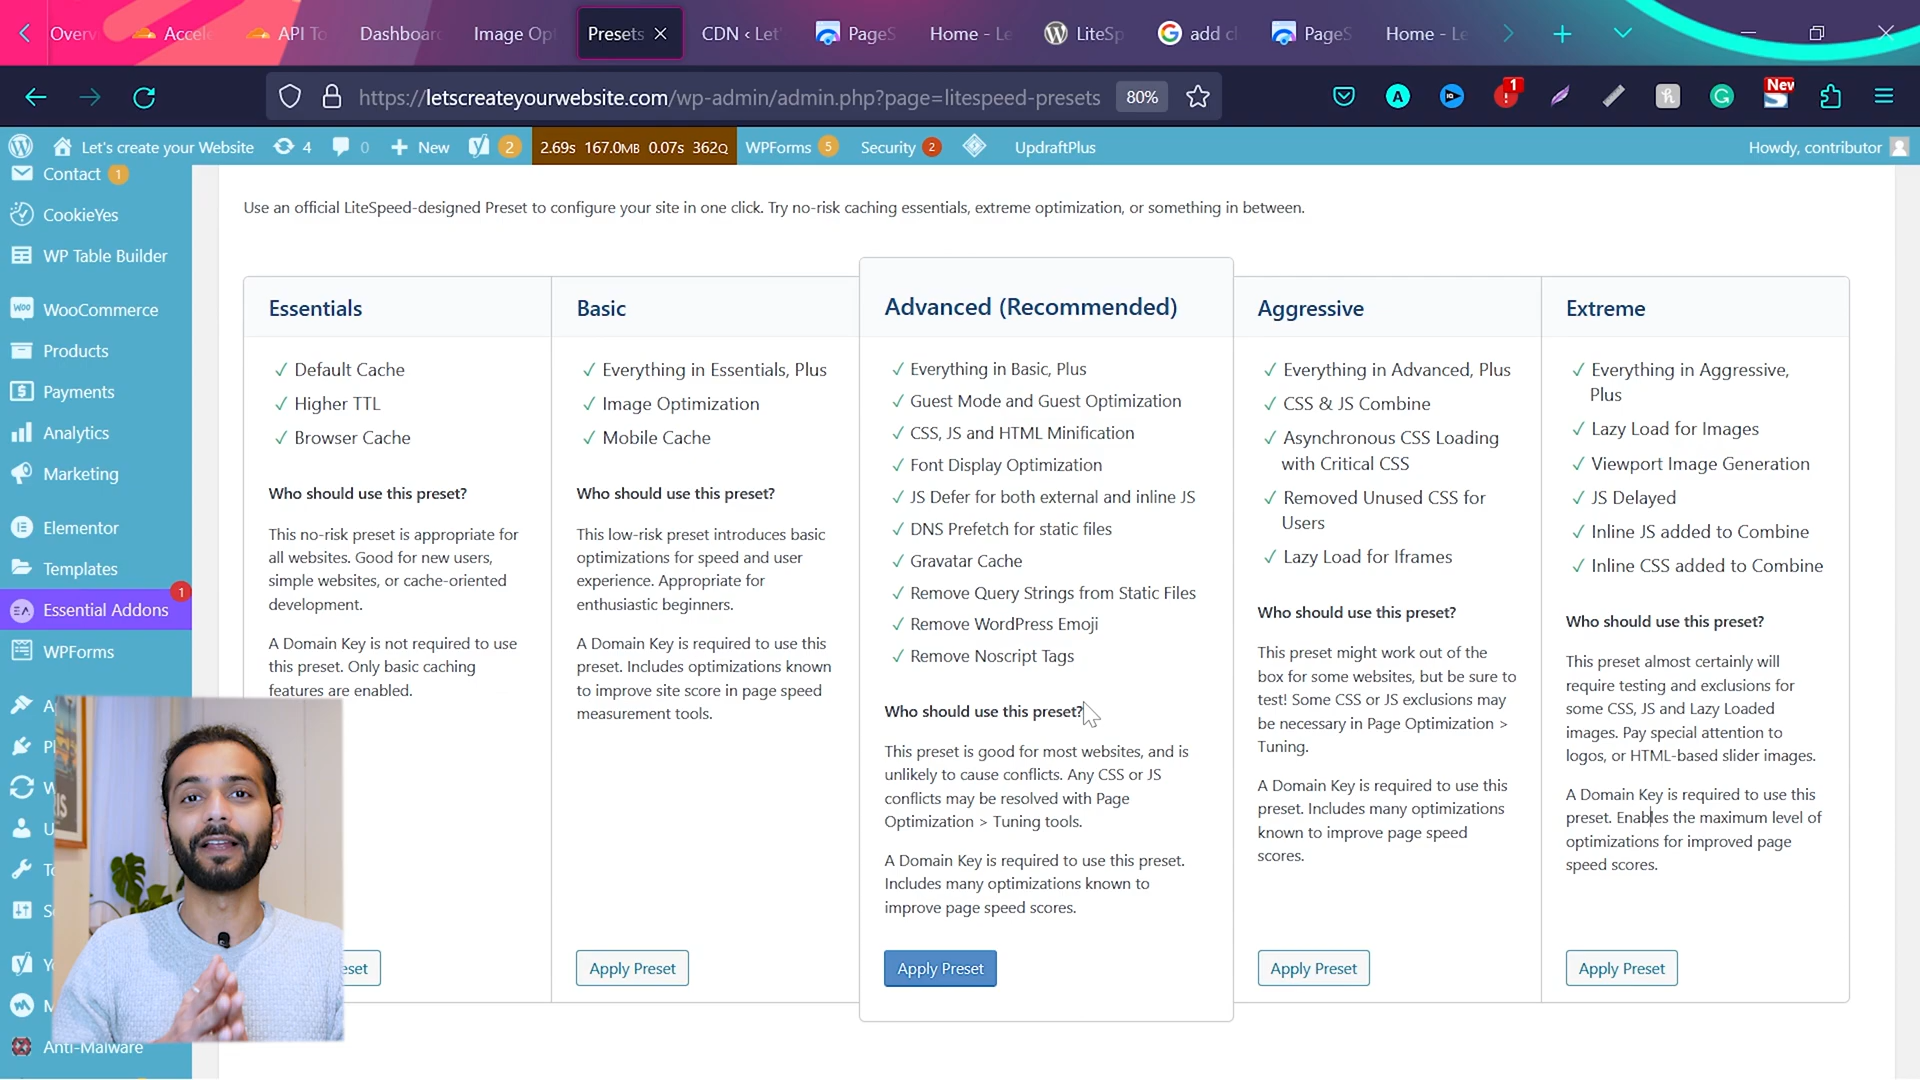 Overv
Accele
API To
Dashboard
Image Opt
Presets
CDN ‹ Let'
PageS
Home - Le
LiteSp
add cl
PageS
Home - Le
https://letscreateyourwebsite.com/wp-admin/admin.php?page=litespeed-presets
80%
1
New
Let's create your Website
4
0
New
2
2.69s 167.0MB 0.07s 362Q
WPForms 5
Security 2
UpdraftPlus
Howdy, contributor
Contact 1
CookieYes
WP Table Builder
WooCommerce
Products
Payments
Analytics
Marketing
Elementor
Templates
Essential Addons
1
WPForms
Anti-Malware
Use an official LiteSpeed-designed Preset to configure your site in one click. Try no-risk caching essentials, extreme optimization, or something in between.
Essentials
✓ Default Cache
✓ Higher TTL
✓ Browser Cache
Who should use this preset?
This no-risk preset is appropriate for
all websites. Good for new users,
simple websites, or cache-oriented
development.
A Domain Key is not required to use
this preset. Only basic caching
features are enabled.
eset
Basic
✓ Everything in Essentials, Plus
✓ Image Optimization
✓ Mobile Cache
Who should use this preset?
This low-risk preset introduces basic
optimizations for speed and user
experience. Appropriate for
enthusiastic beginners.
A Domain Key is required to use this
preset. Includes optimizations known
to improve site score in page speed
measurement tools.
Apply Preset
Advanced (Recommended)
✓ Everything in Basic, Plus
✓ Guest Mode and Guest Optimization
✓ CSS, JS and HTML Minification
✓ Font Display Optimization
✓ JS Defer for both external and inline JS
✓ DNS Prefetch for static files
✓ Gravatar Cache
✓ Remove Query Strings from Static Files
✓ Remove WordPress Emoji
✓ Remove Noscript Tags
Who should use this preset?
This preset is good for most websites, and is
unlikely to cause conflicts. Any CSS or JS
conflicts may be resolved with Page
Optimization > Tuning tools.
A Domain Key is required to use this preset.
Includes many optimizations known to
improve page speed scores.
Apply Preset
Aggressive
✓ Everything in Advanced, Plus
✓ CSS & JS Combine
✓ Asynchronous CSS Loading
with Critical CSS
✓ Removed Unused CSS for
Users
✓ Lazy Load for Iframes
Who should use this preset?
This preset might work out of the
box for some websites, but be sure to
test! Some CSS or JS exclusions may
be necessary in Page Optimization >
Tuning.
A Domain Key is required to use this
preset. Includes many optimizations
known to improve page speed
scores.
Apply Preset
Extreme
✓ Everything in Aggressive,
Plus
✓ Lazy Load for Images
✓ Viewport Image Generation
✓ JS Delayed
✓ Inline JS added to Combine
✓ Inline CSS added to Combine
Who should use this preset?
This preset almost certainly will
require testing and exclusions for
some CSS, JS and Lazy Loaded
images. Pay special attention to
logos, or HTML-based slider images.
A Domain Key is required to use this
preset. Enables the maximum level of
optimizations for improved page
speed scores.
Apply Preset